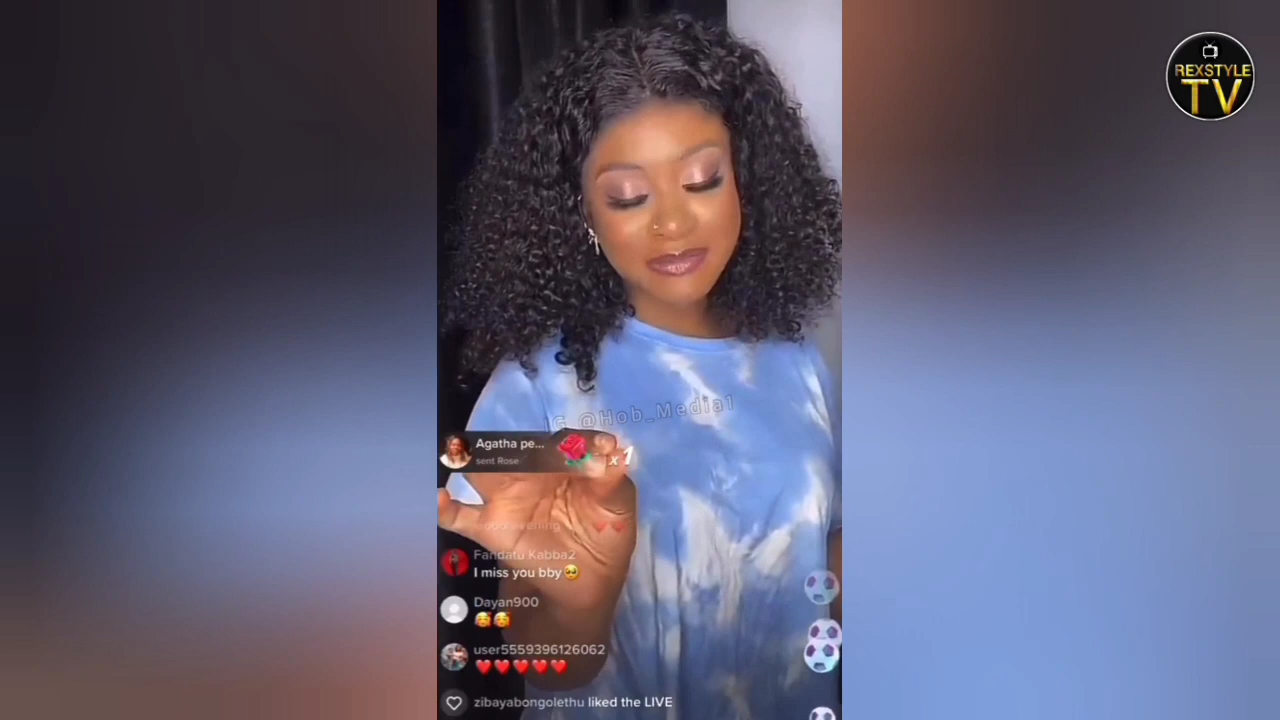 REXSTYLE
TV
IG @Hob_Media1
Agatha pe...
sent Rose
x1
Fandatu Kabba2
I miss you bby🥺
Dayan900
🥰🥰
user5559396126062
❤️❤️❤️❤️❤️
zibayabongolethu liked the LIVE